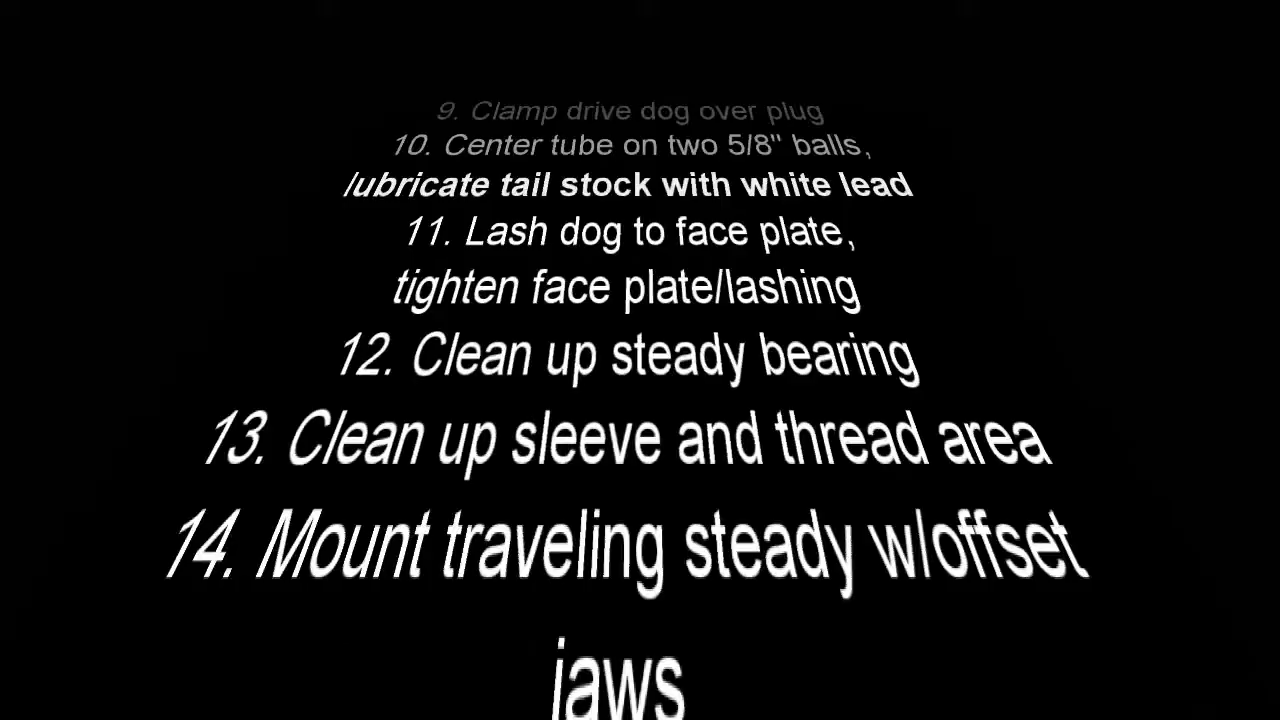 9. Clamp drive dog over plug
10. Center tube on two 5/8" balls,
lubricate tail stock with white lead
11. Lash dog to face plate,
tighten face plate/lashing
12. Clean up steady bearing
13. Clean up sleeve and thread area
14. Mount traveling steady w/offset
jaws